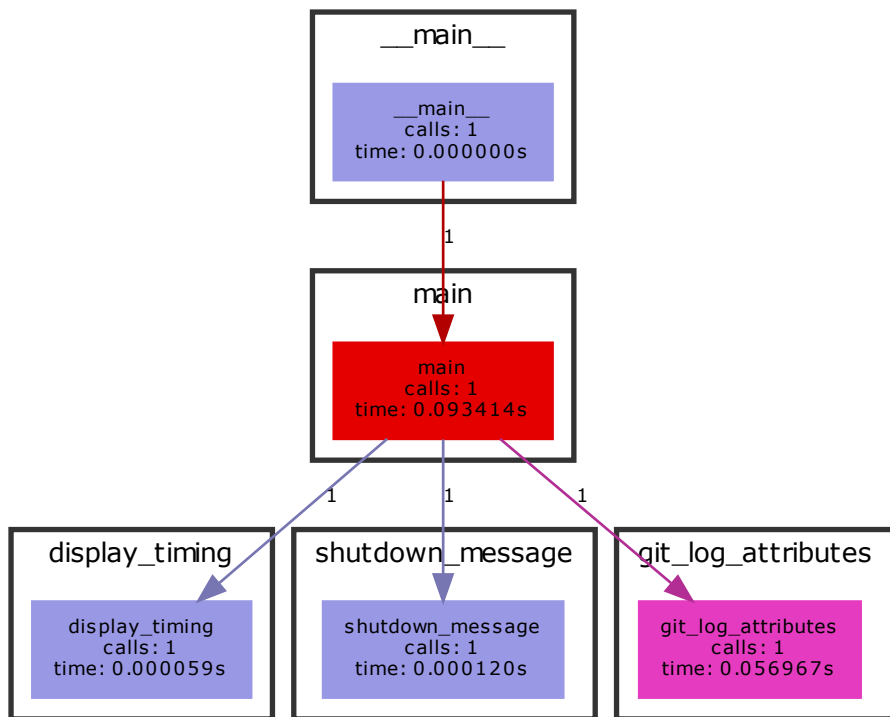 __main__
__main__
calls: 1
time: 0.000000s
1
main
main
calls: 1
time: 0.093414s
1
1
1
display_timing
shutdown_message
git_log_attributes
display_timing
calls: 1
time: 0.000059s
shutdown_message
calls: 1
time: 0.000120s
git_log_attributes
calls: 1
time: 0.056967s